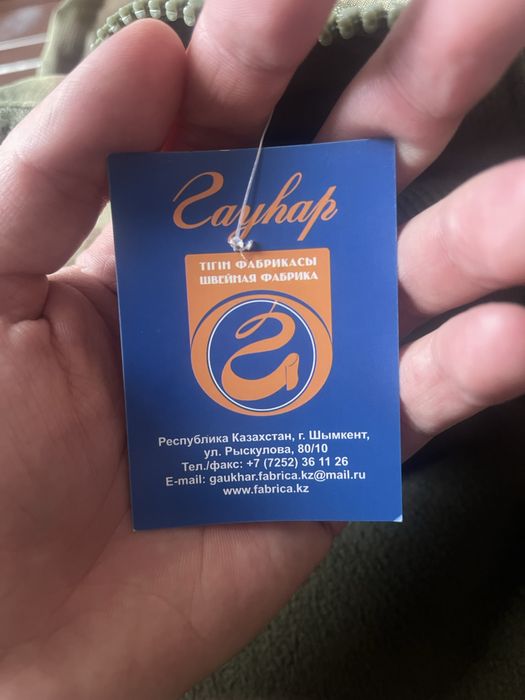 Гауһар
ТІГІН ФАБРИКАСЫ
ШВЕЙНАЯ ФАБРИКА
Г
Республика Казахстан, г. Шымкент,
ул. Рыскулова, 80/10
Тел./факс: +7 (7252) 36 11 26
E-mail: gaukhar.fabrica.kz@mail.ru
www.fabrica.kz